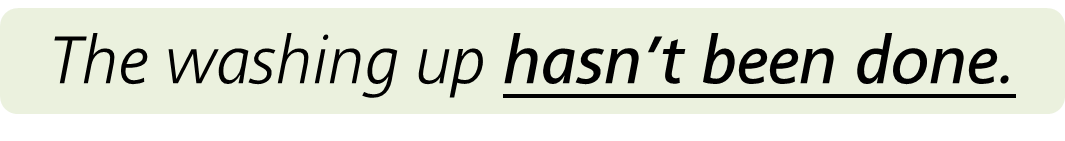 The washing up hasn’t been done.